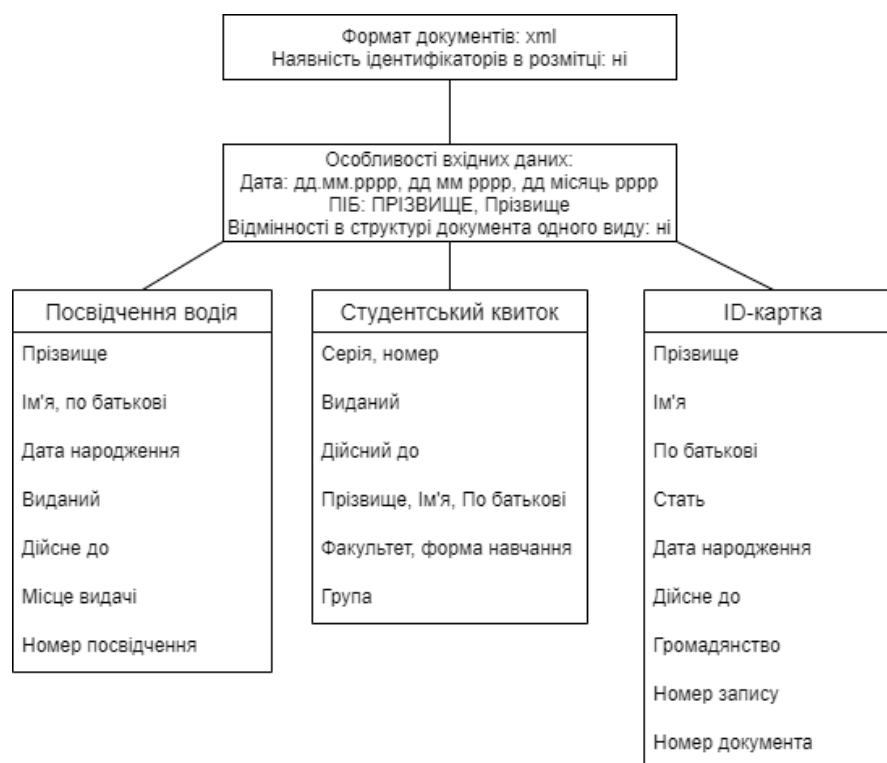 Формат документів: xml
Наявність ідентифікаторів в розмітці: ні
Особливості вхідних даних:
Дата: дд.мм.рррр, дд мм рррр, дд місяць рррр
ПІБ: ПРІЗВИЩЕ, Прізвище
Відмінності в структурі документа одного виду: ні
Посвідчення водія
Прізвище
Ім'я, по батькові
Дата народження
Виданий
Дійсне до
Місце видачі
Номер посвідчення
Студентський квиток
Серія, номер
Виданий
Дійсний до
Прізвище, Ім'я, По батькові
Факультет, форма навчання
Група
ID-картка
Прізвище
Ім'я
По батькові
Стать
Дата народження
Дійсне до
Громадянство
Номер запису
Номер документа